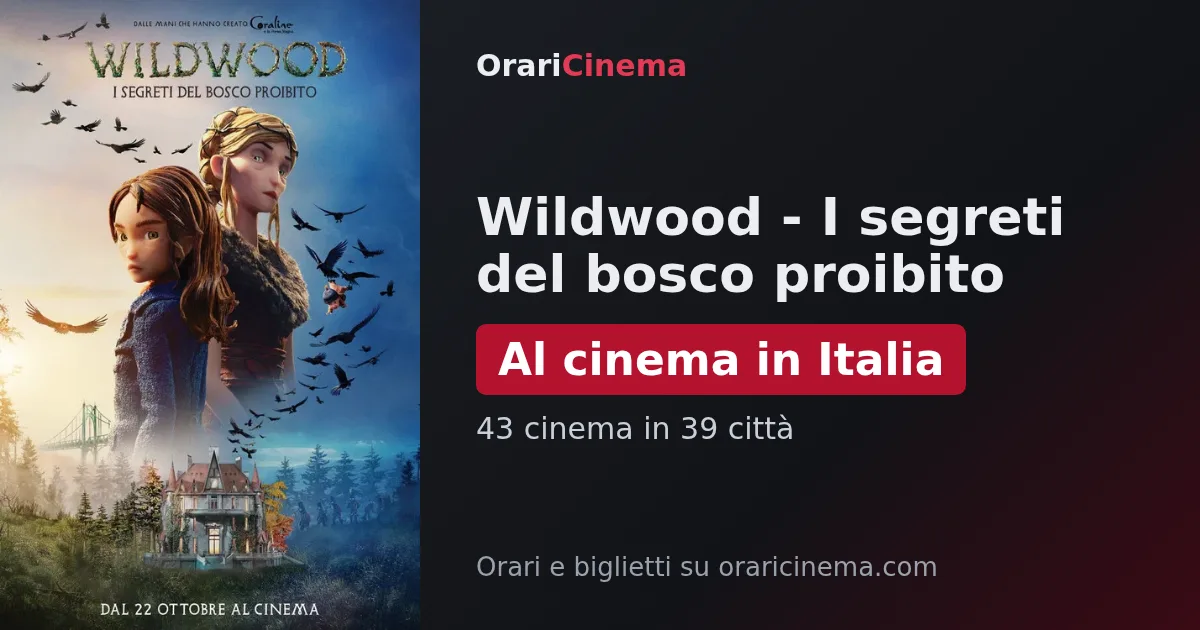 DALLE MANI CHE HANNO CREATO Coraline
WILDWOOD
I SEGRETI DEL BOSCO PROIBITO
DAL 22 OTTOBRE AL CINEMA
OrariCinema
Wildwood - I segreti
del bosco proibito
Al cinema in Italia
43 cinema in 39 città
Orari e biglietti su oraricinema.com